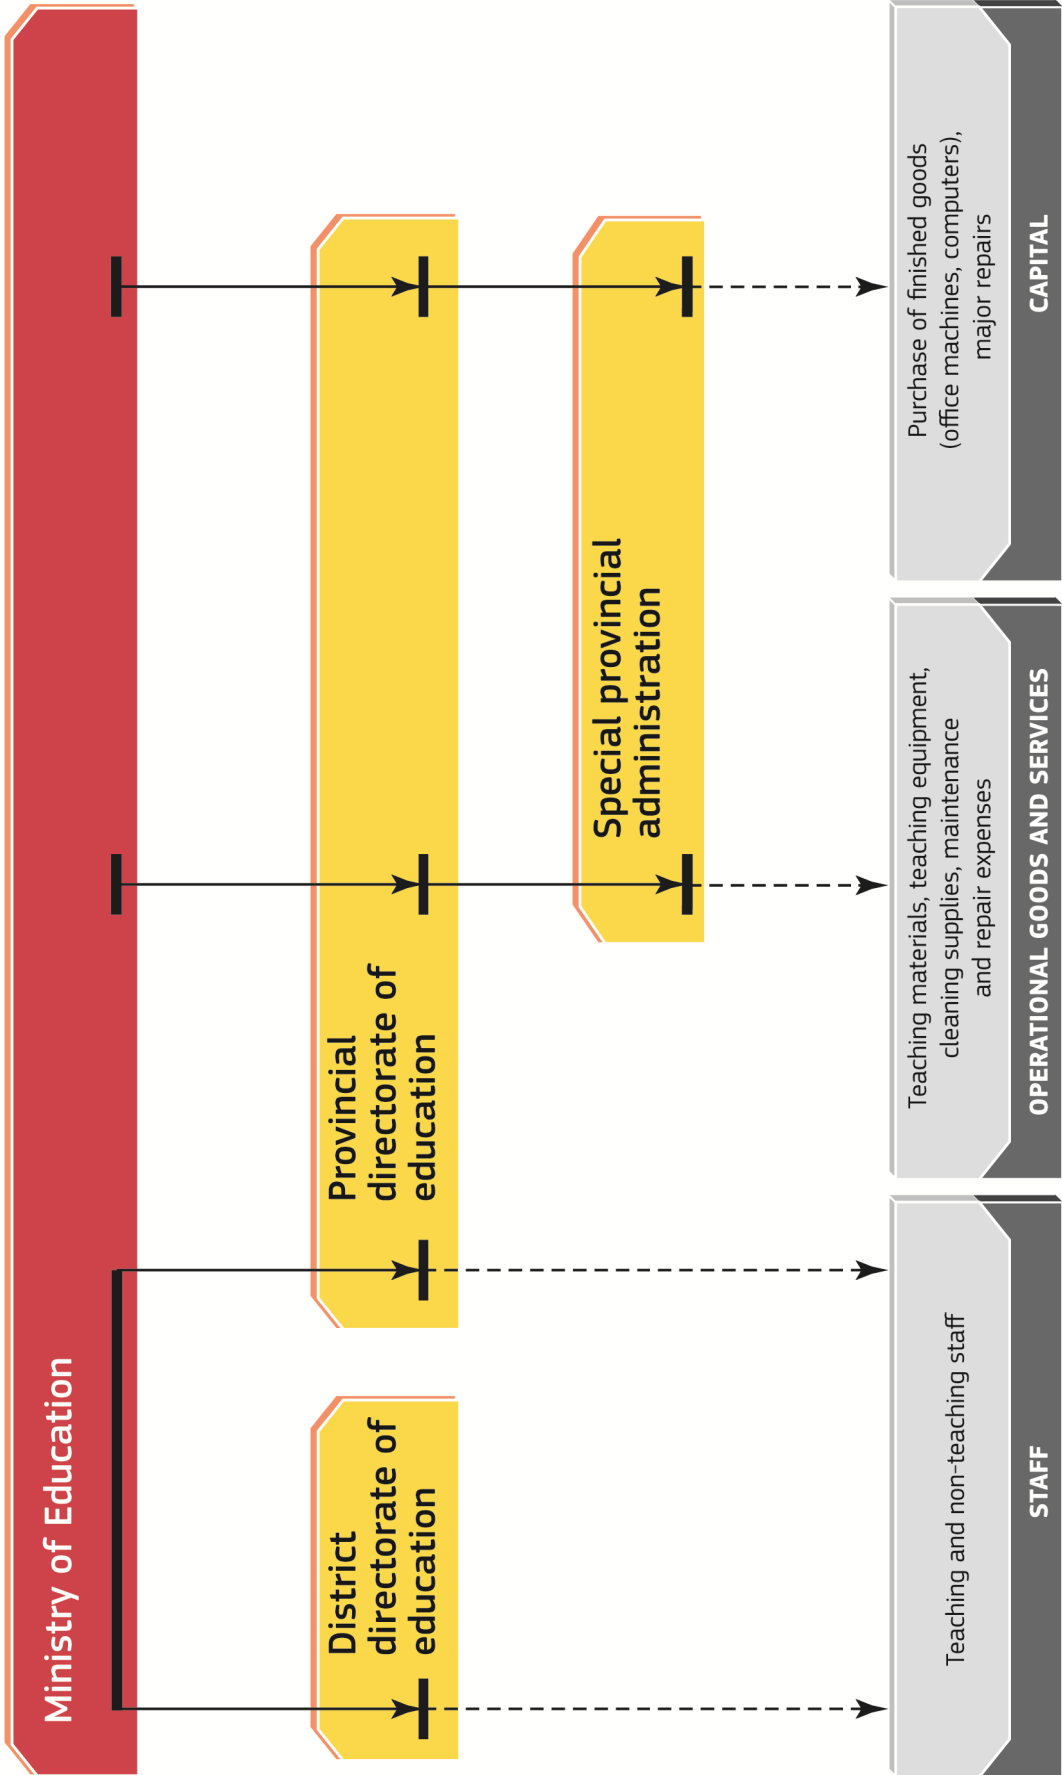 Ministry of Education
District
directorate of
education
Provincial
directorate of
education
Special provincial
administration
Teaching and non-teaching staff
STAFF
Teaching materials, teaching equipment,
cleaning supplies, maintenance
and repair expenses
OPERATIONAL GOODS AND SERVICES
Purchase of finished goods
(office machines, computers),
major repairs
CAPITAL